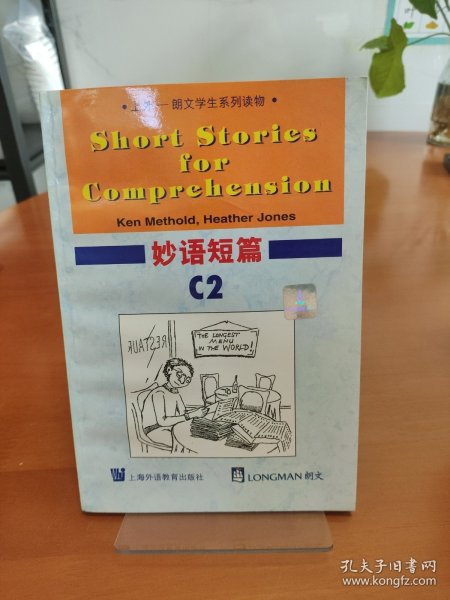 • 上外—朗文学生系列读物 •
Short Stories
for
Comprehension
Ken Methold, Heather Jones
妙语短篇
C2
RESTAUR
THE LONGEST
MENU
IN THE WORLD!
上海外语教育出版社
LONGMAN 朗文
孔夫子旧书网
www.kongfz.com